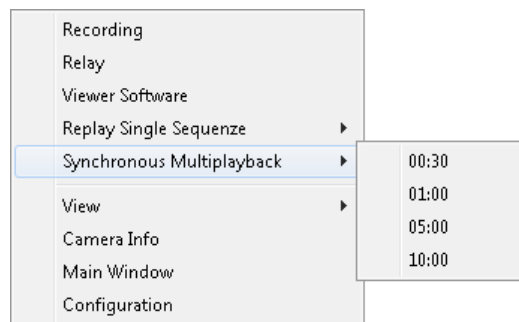 Recording
Relay
Viewer Software
Replay Single Sequenze
Synchronous Multiplayback
View
Camera Info
Main Window
Configuration
00:30
01:00
05:00
10:00